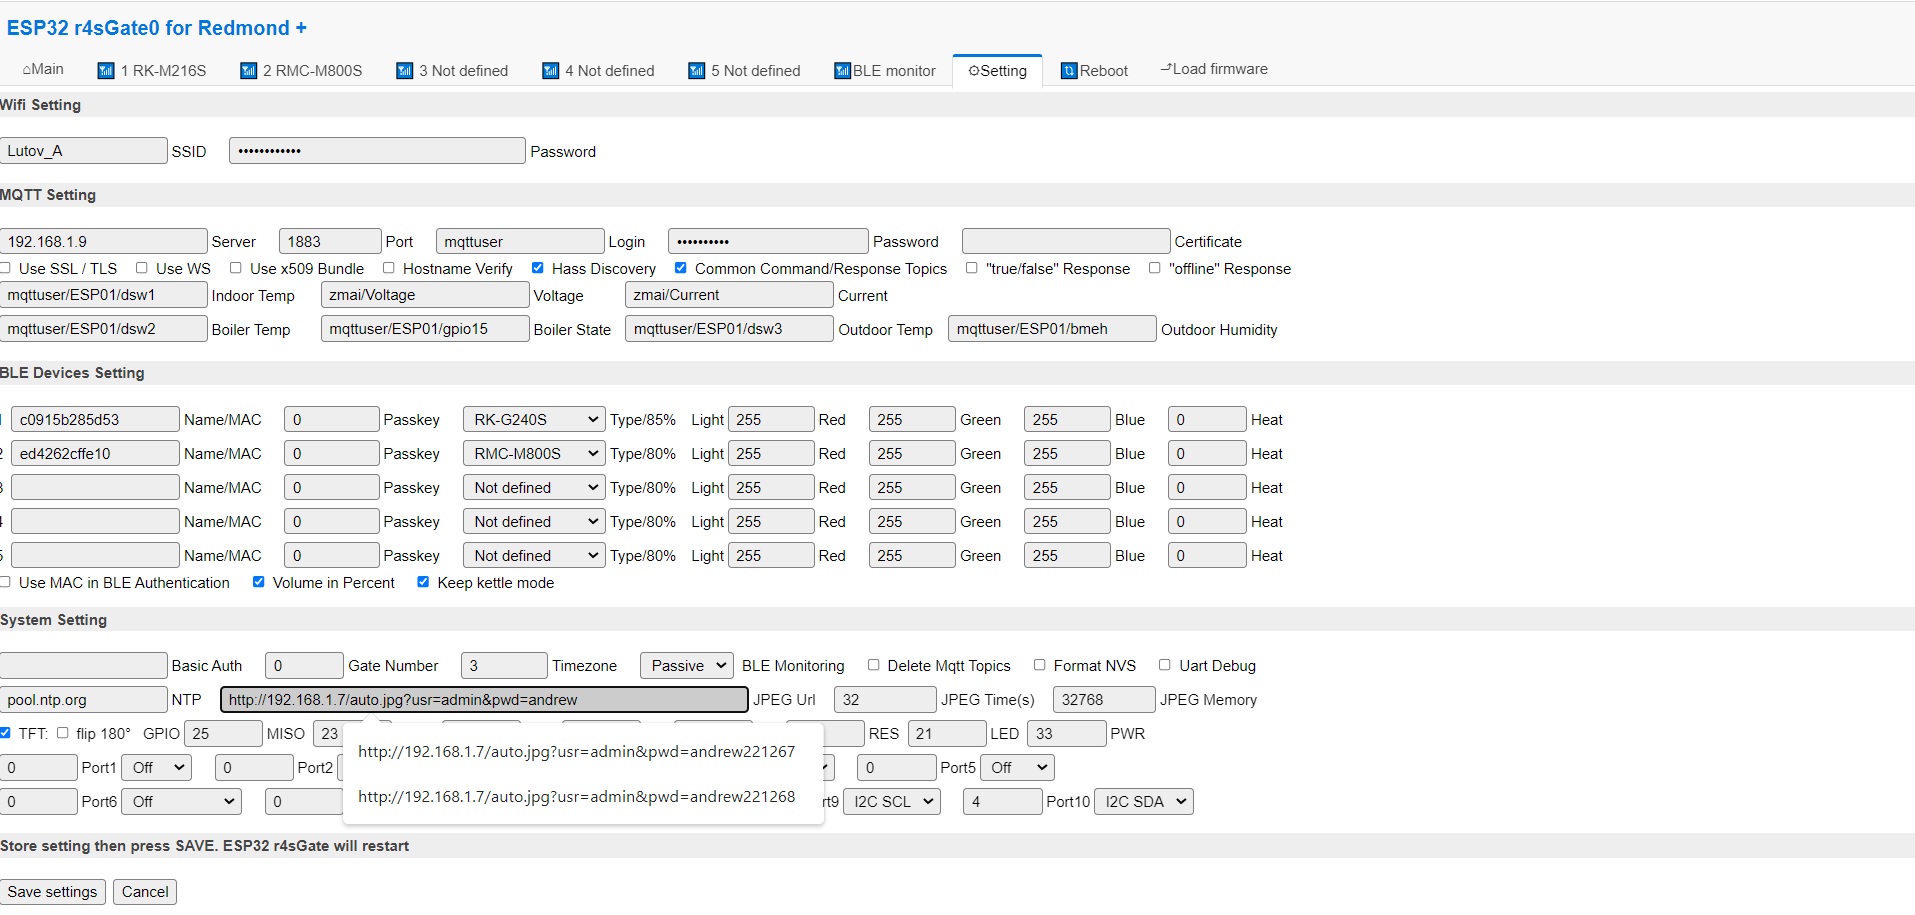 ESP32 r4sGate0 for Redmond +
Main 1 RK-M216S 2 RMC-M800S 3 Not defined 4 Not defined 5 Not defined BLE monitor Setting Reboot Load firmware
Wifi Setting
Lutov_A SSID •••••••••••• Password
MQTT Setting
192.168.1.9 Server 1883 Port mqttuser Login •••••••••• Password Certificate
Use SSL / TLS Use WS Use x509 Bundle Hostname Verify Hass Discovery Common Command/Response Topics "true/false" Response "offline" Response
mqttuser/ESP01/dsw1 Indoor Temp zmai/Voltage Voltage zmai/Current Current
mqttuser/ESP01/dsw2 Boiler Temp mqttuser/ESP01/gpio15 Boiler State mqttuser/ESP01/dsw3 Outdoor Temp mqttuser/ESP01/bmeh Outdoor Humidity
BLE Devices Setting
1 c0915b285d53 Name/MAC 0 Passkey RK-G240S Type/85% Light 255 Red 255 Green 255 Blue 0 Heat
2 ed4262cffe10 Name/MAC 0 Passkey RMC-M800S Type/80% Light 255 Red 255 Green 255 Blue 0 Heat
3 Name/MAC 0 Passkey Not defined Type/80% Light 255 Red 255 Green 255 Blue 0 Heat
4 Name/MAC 0 Passkey Not defined Type/80% Light 255 Red 255 Green 255 Blue 0 Heat
5 Name/MAC 0 Passkey Not defined Type/80% Light 255 Red 255 Green 255 Blue 0 Heat
Use MAC in BLE Authentication Volume in Percent Keep kettle mode
System Setting
Basic Auth 0 Gate Number 3 Timezone Passive BLE Monitoring Delete Mqtt Topics Format NVS Uart Debug
pool.ntp.org NTP http://192.168.1.7/auto.jpg?usr=admin&pwd=andrew JPEG Url 32 JPEG Time(s) 32768 JPEG Memory
TFT: flip 180° GPIO 25 MISO 23 RES 21 LED 33 PWR
http://192.168.1.7/auto.jpg?usr=admin&pwd=andrew221267
0 Port1 Off 0 Port2 0 Port5 Off
http://192.168.1.7/auto.jpg?usr=admin&pwd=andrew221268
0 Port6 Off 0 rt9 I2C SCL 4 Port10 I2C SDA
Store setting then press SAVE. ESP32 r4sGate will restart
Save settings Cancel